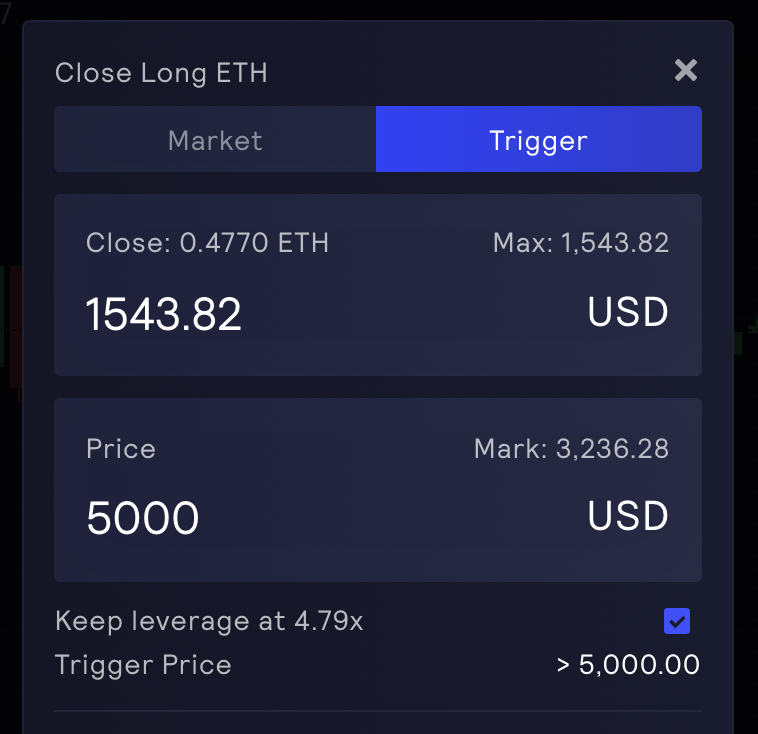 7
Close Long ETH
Market Trigger
Close: 0.4770 ETH Max: 1,543.82
1543.82 USD
Price Mark: 3,236.28
5000 USD
Keep leverage at 4.79x
Trigger Price > 5,000.00